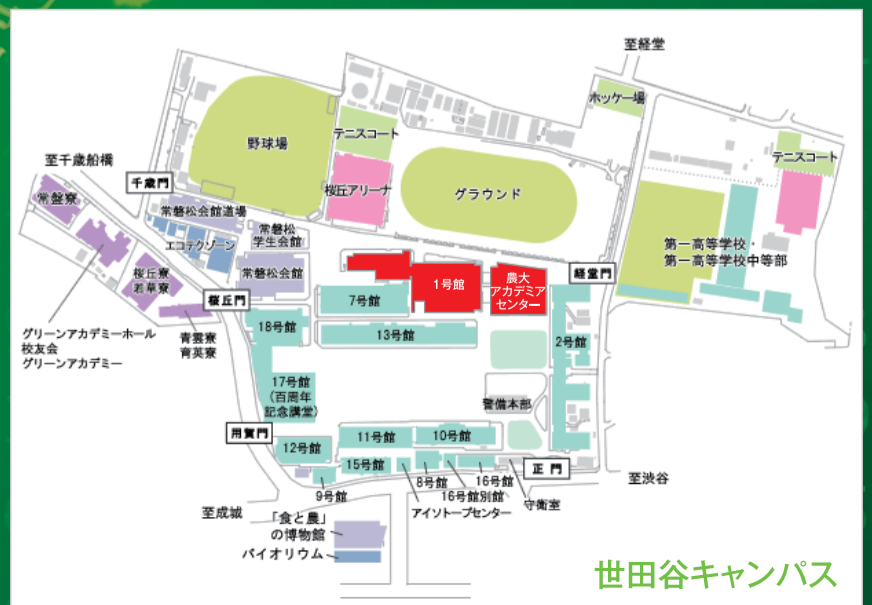 至経堂
ホッケー場
野球場
テニスコート
テニスコート
至千歳船橋
千歳門
桜丘アリーナ
グラウンド
常盤寮
常磐松会館道場
常磐松
学生会館
エコテクゾーン
第一高等学校・
第一高等学校中等部
常磐松会館
桜丘寮
若草寮
1号館
農大
アカデミア
センター
経堂門
桜丘門
7号館
18号館
13号館
2号館
グリーンアカデミーホール
校友会
グリーンアカデミー
青雲寮
育英寮
17号館
(百周年
記念講堂)
警備本部
用賀門
12号館
11号館
10号館
15号館
正門
8号館
16号館
至渋谷
9号館
16号館別館
守衛室
アイソトープセンター
至成城
「食と農」
の博物館
バイオリウム
世田谷キャンパス